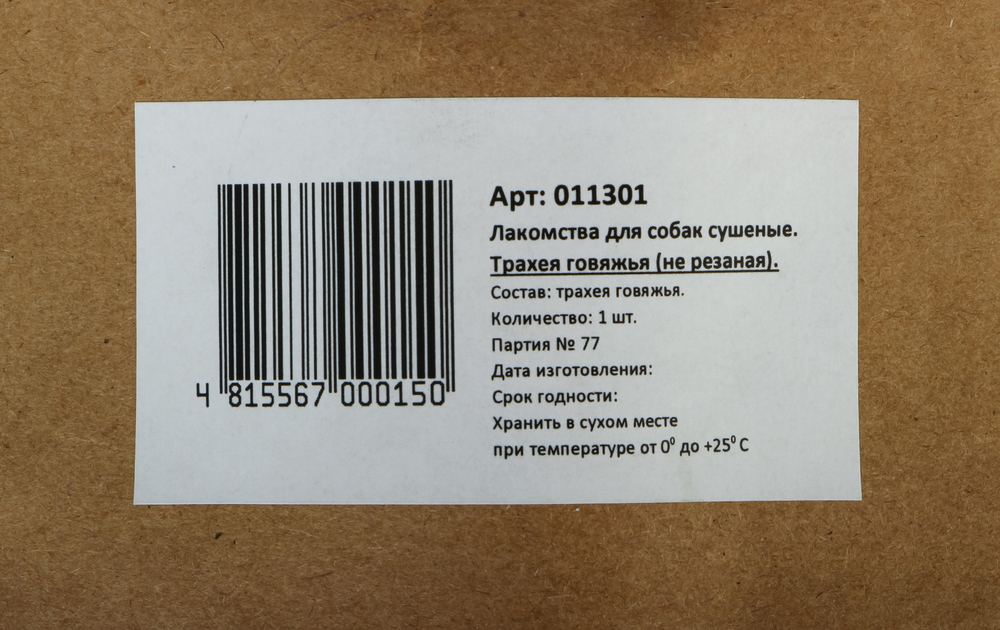 Арт: 011301
Лакомства для собак сушеные.
Трахея говяжья (не резаная).
Состав: трахея говяжья.
Количество: 1 шт.
Партия № 77
Дата изготовления:
Срок годности:
Хранить в сухом месте
при температуре от 0⁰ до +25⁰ С
4 815567 000150